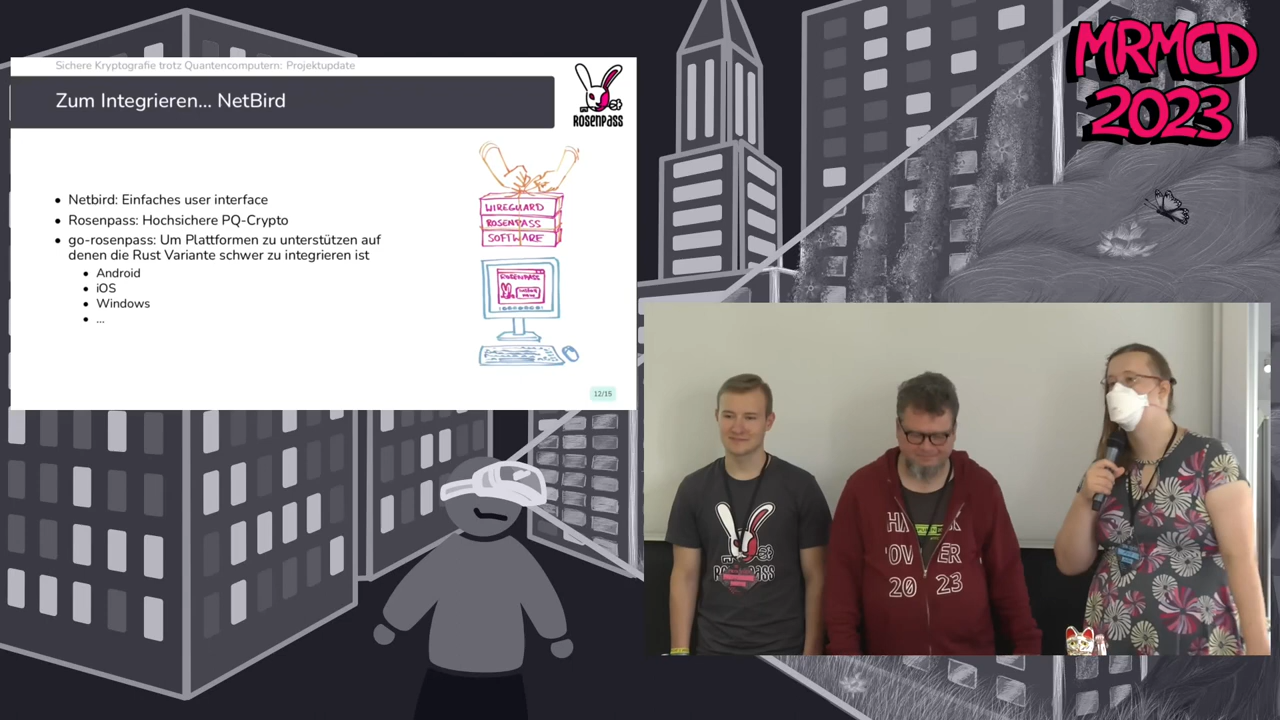 Sichere Kryptografie trotz Quantencomputern: Projektupdate
Zum Integrieren... NetBird
ROSENPASS
• Netbird: Einfaches user interface
• Rosenpass: Hochsichere PQ-Crypto
• go-rosenpass: Um Plattformen zu unterstützen auf
denen die Rust Variante schwer zu integrieren ist
• Android
• iOS
• Windows
• ...
WIREGUARD
ROSENPASS
SOFTWARE
ROSENPASS
12/15
MRMCD
2023
ROSENPASS
20 23